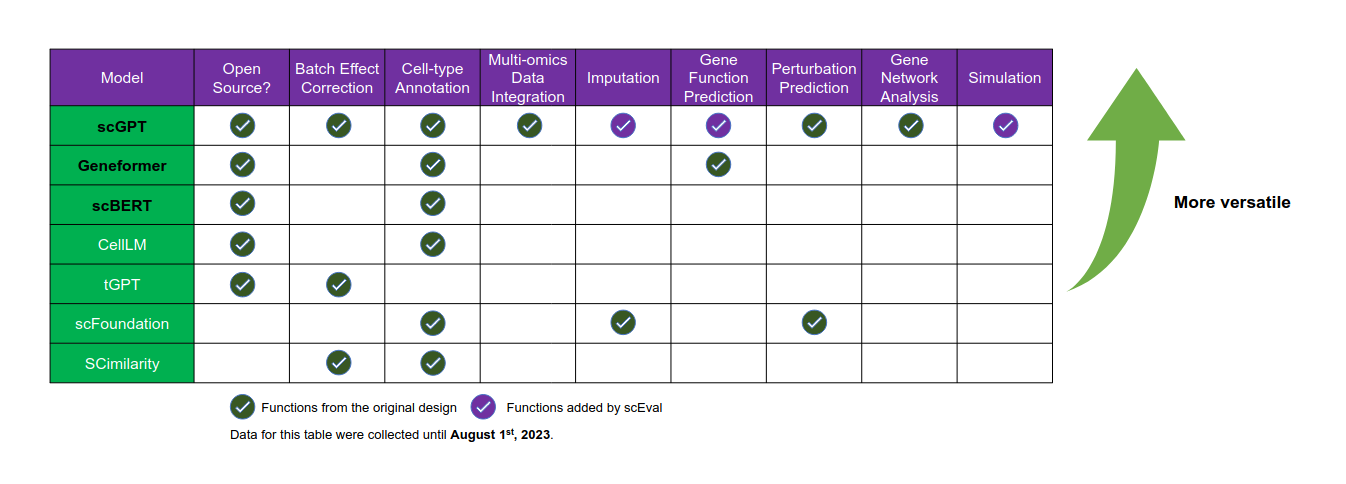 Model
Open
Source?
Batch Effect
Correction
Cell-type
Annotation
Multi-omics
Data
Integration
Imputation
Gene
Function
Prediction
Perturbation
Prediction
Gene
Network
Analysis
Simulation
scGPT
Geneformer
scBERT
CellLM
tGPT
scFoundation
SCimilarity
More versatile
Functions from the original design
Functions added by scEval
Data for this table were collected until August 1st, 2023.